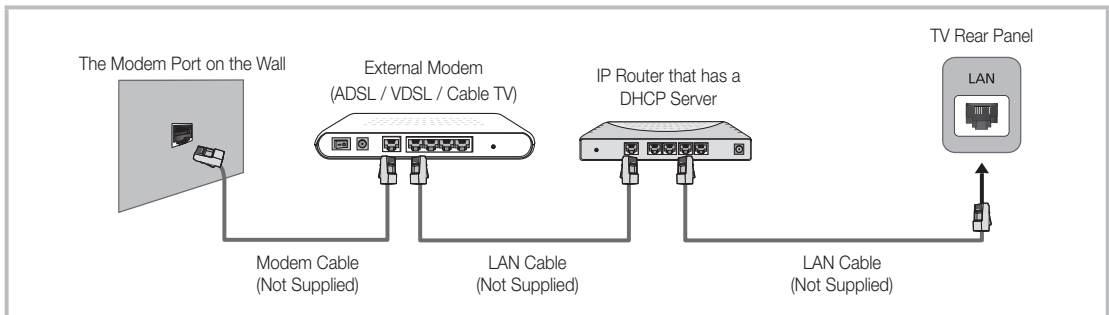 The Modem Port on the Wall
External Modem
(ADSL / VDSL / Cable TV)
IP Router that has a
DHCP Server
TV Rear Panel
LAN
Modem Cable
(Not Supplied)
LAN Cable
(Not Supplied)
LAN Cable
(Not Supplied)